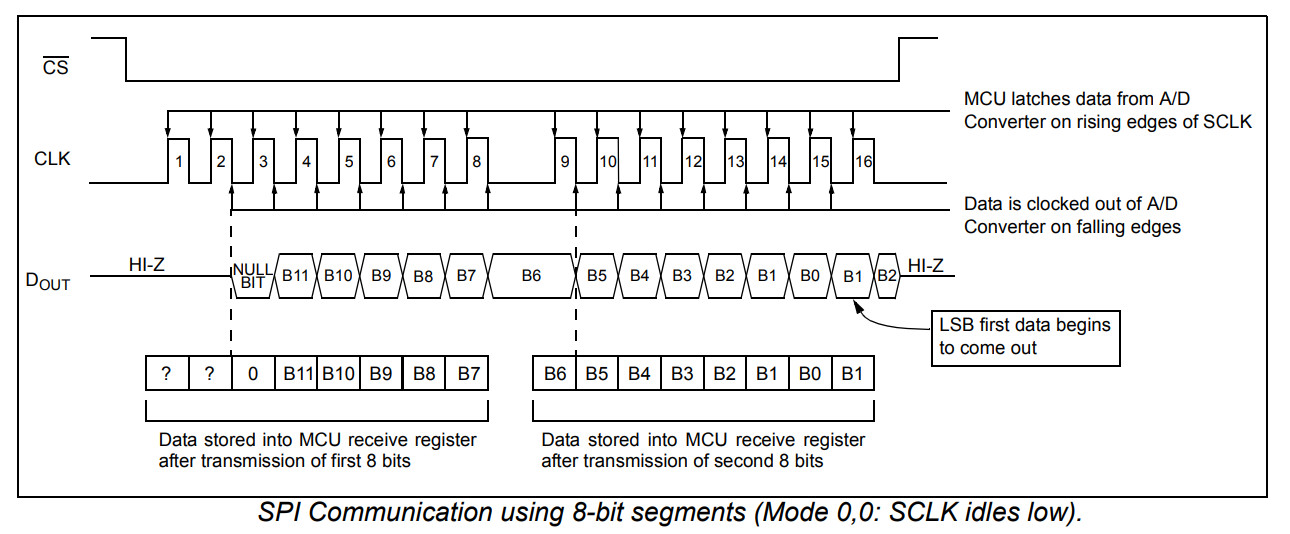 CS
MCU latches data from A/D
Converter on rising edges of SCLK
CLK
1 2 3 4 5 6 7 8 9 10 11 12 13 14 15 16
Data is clocked out of A/D
Converter on falling edges
DOUT
HI-Z
NULL
BIT
B11 B10 B9 B8 B7 B6 B5 B4 B3 B2 B1 B0 B1 B2
HI-Z
LSB first data begins
to come out
? ? 0 B11 B10 B9 B8 B7
B6 B5 B4 B3 B2 B1 B0 B1
Data stored into MCU receive register
after transmission of first 8 bits
Data stored into MCU receive register
after transmission of second 8 bits
SPI Communication using 8-bit segments (Mode 0,0: SCLK idles low).